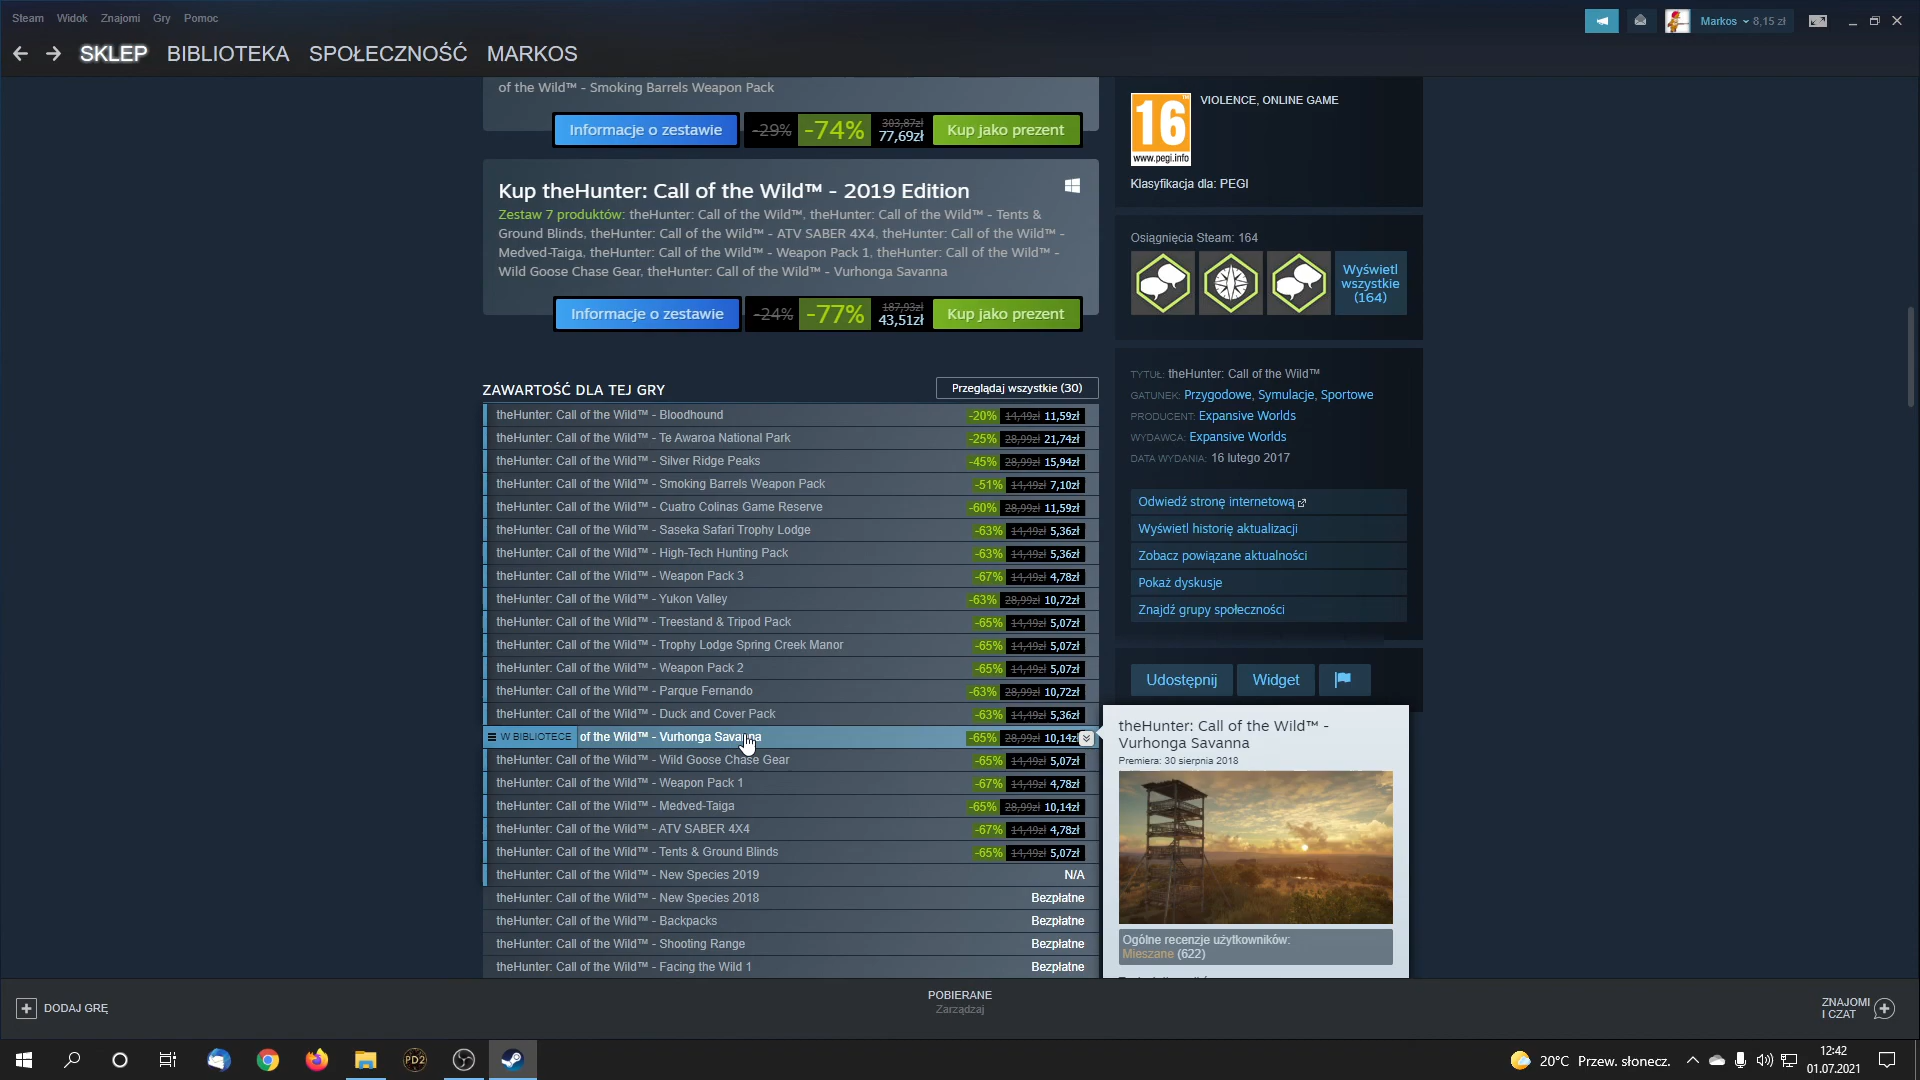 Steam Widok Znajomi Gry Pomoc
Markos 8,15 zł
SKLEP BIBLIOTEKA SPOŁECZNOŚĆ MARKOS
of the Wild™ - Smoking Barrels Weapon Pack
Informacje o zestawie -29% -74% 303,87zł 77,69zł Kup jako prezent
Kup theHunter: Call of the Wild™ - 2019 Edition
Zestaw 7 produktów: theHunter: Call of the Wild™, theHunter: Call of the Wild™ - Tents &
Ground Blinds, theHunter: Call of the Wild™ - ATV SABER 4X4, theHunter: Call of the Wild™ -
Medved-Taiga, theHunter: Call of the Wild™ - Weapon Pack 1, theHunter: Call of the Wild™ -
Wild Goose Chase Gear, theHunter: Call of the Wild™ - Vurhonga Savanna
Informacje o zestawie -24% -77% 187,93zł 43,51zł Kup jako prezent
ZAWARTOŚĆ DLA TEJ GRY Przeglądaj wszystkie (30)
theHunter: Call of the Wild™ - Bloodhound -20% 14,49zł 11,59zł
theHunter: Call of the Wild™ - Te Awaroa National Park -25% 28,99zł 21,74zł
theHunter: Call of the Wild™ - Silver Ridge Peaks -45% 28,99zł 15,94zł
theHunter: Call of the Wild™ - Smoking Barrels Weapon Pack -51% 14,49zł 7,10zł
theHunter: Call of the Wild™ - Cuatro Colinas Game Reserve -60% 28,99zł 11,59zł
theHunter: Call of the Wild™ - Saseka Safari Trophy Lodge -63% 14,49zł 5,36zł
theHunter: Call of the Wild™ - High-Tech Hunting Pack -63% 14,49zł 5,36zł
theHunter: Call of the Wild™ - Weapon Pack 3 -67% 14,49zł 4,78zł
theHunter: Call of the Wild™ - Yukon Valley -63% 28,99zł 10,72zł
theHunter: Call of the Wild™ - Treestand & Tripod Pack -65% 14,49zł 5,07zł
theHunter: Call of the Wild™ - Trophy Lodge Spring Creek Manor -65% 14,49zł 5,07zł
theHunter: Call of the Wild™ - Weapon Pack 2 -65% 14,49zł 5,07zł
theHunter: Call of the Wild™ - Parque Fernando -63% 28,99zł 10,72zł
theHunter: Call of the Wild™ - Duck and Cover Pack -63% 14,49zł 5,36zł
W BIBLIOTECE of the Wild™ - Vurhonga Savanna -65% 28,99zł 10,14zł
theHunter: Call of the Wild™ - Wild Goose Chase Gear -65% 14,49zł 5,07zł
theHunter: Call of the Wild™ - Weapon Pack 1 -67% 14,49zł 4,78zł
theHunter: Call of the Wild™ - Medved-Taiga -65% 28,99zł 10,14zł
theHunter: Call of the Wild™ - ATV SABER 4X4 -67% 14,49zł 4,78zł
theHunter: Call of the Wild™ - Tents & Ground Blinds -65% 14,49zł 5,07zł
theHunter: Call of the Wild™ - New Species 2019 N/A
theHunter: Call of the Wild™ - New Species 2018 Bezpłatne
theHunter: Call of the Wild™ - Backpacks Bezpłatne
theHunter: Call of the Wild™ - Shooting Range Bezpłatne
theHunter: Call of the Wild™ - Facing the Wild 1 Bezpłatne
16
www.pegi.info
VIOLENCE, ONLINE GAME
Klasyfikacja dla: PEGI
Osiągnięcia Steam: 164
Wyświetl
wszystkie
(164)
TYTUŁ: theHunter: Call of the Wild™
GATUNEK: Przygodowe, Symulacje, Sportowe
PRODUCENT: Expansive Worlds
WYDAWCA: Expansive Worlds
DATA WYDANIA: 16 lutego 2017
Odwiedź stronę internetową
Wyświetl historię aktualizacji
Zobacz powiązane aktualności
Pokaż dyskusje
Znajdź grupy społeczności
Udostępnij Widget
theHunter: Call of the Wild™ -
Vurhonga Savanna
Premiera: 30 sierpnia 2018
Ogólne recenzje użytkowników:
Mieszane (622)
DODAJ GRĘ
POBIERANE
Zarządzaj
ZNAJOMI
I CZAT
PD2
20°C Przew. słonecz.
12:42
01.07.2021